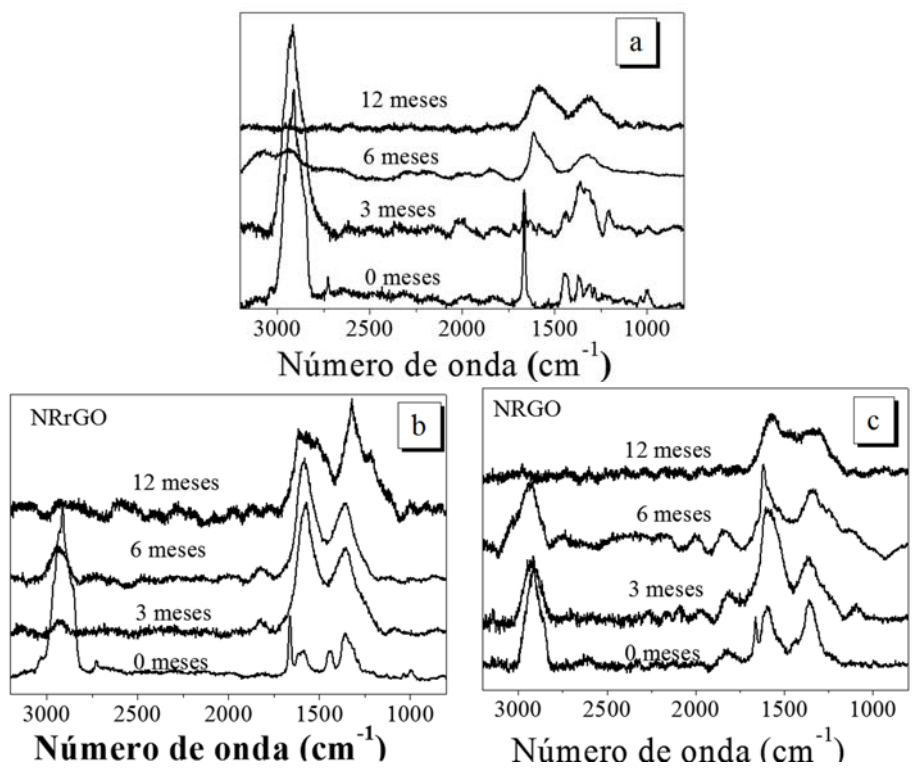 a
12 meses
6 meses
3 meses
0 meses
3000 2500 2000 1500 1000
Número de onda (cm-1)
NRrGO
b
12 meses
6 meses
3 meses
0 meses
3000 2500 2000 1500 1000
Número de onda (cm-1)
NRGO
c
12 meses
6 meses
3 meses
0 meses
3000 2500 2000 1500 1000
Número de onda (cm-1)